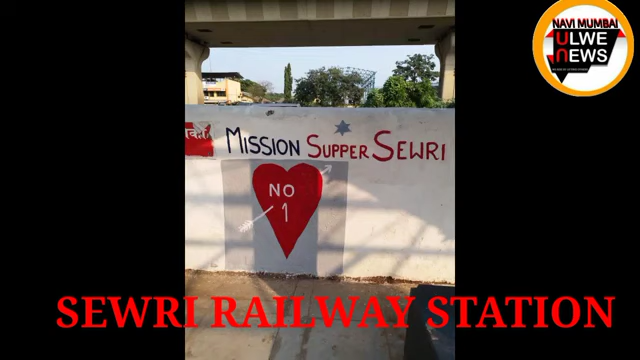 NAVI MUMBAI
ULWE
NEWS
MISSION SUPPER SEWRI
NO
1
SEWRI RAILWAY STATION